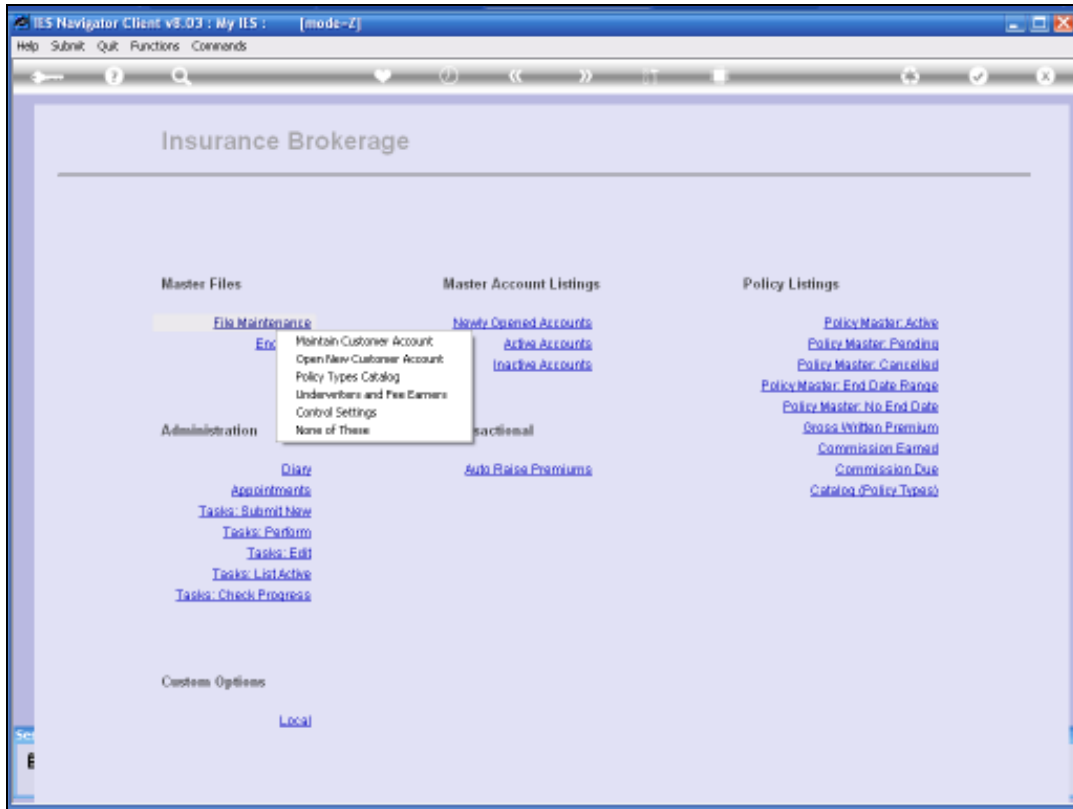 IES Navigator Client v8.03 : My IES : [mode=Z]
Help Submit Quit Functions Commands
Insurance Brokerage
Master Files
Master Account Listings
Policy Listings
File Maintenance
Newly Opened Accounts
Policy Master: Active
Maintain Customer Account
Open New Customer Account
Policy Types Catalog
Underwriters and Fee Earners
Control Settings
None of These
Active Accounts
Policy Master: Pending
Inactive Accounts
Policy Master: Cancelled
Policy Master: End Date Range
Policy Master: No End Date
Administration
Gross Written Premium
Commission Earned
Diary
Auto Raise Premiums
Commission Due
Appointments
Catalog (Policy Types)
Tasks: Submit New
Tasks: Perform
Tasks: Edit
Tasks: List Active
Tasks: Check Progress
Custom Options
Local